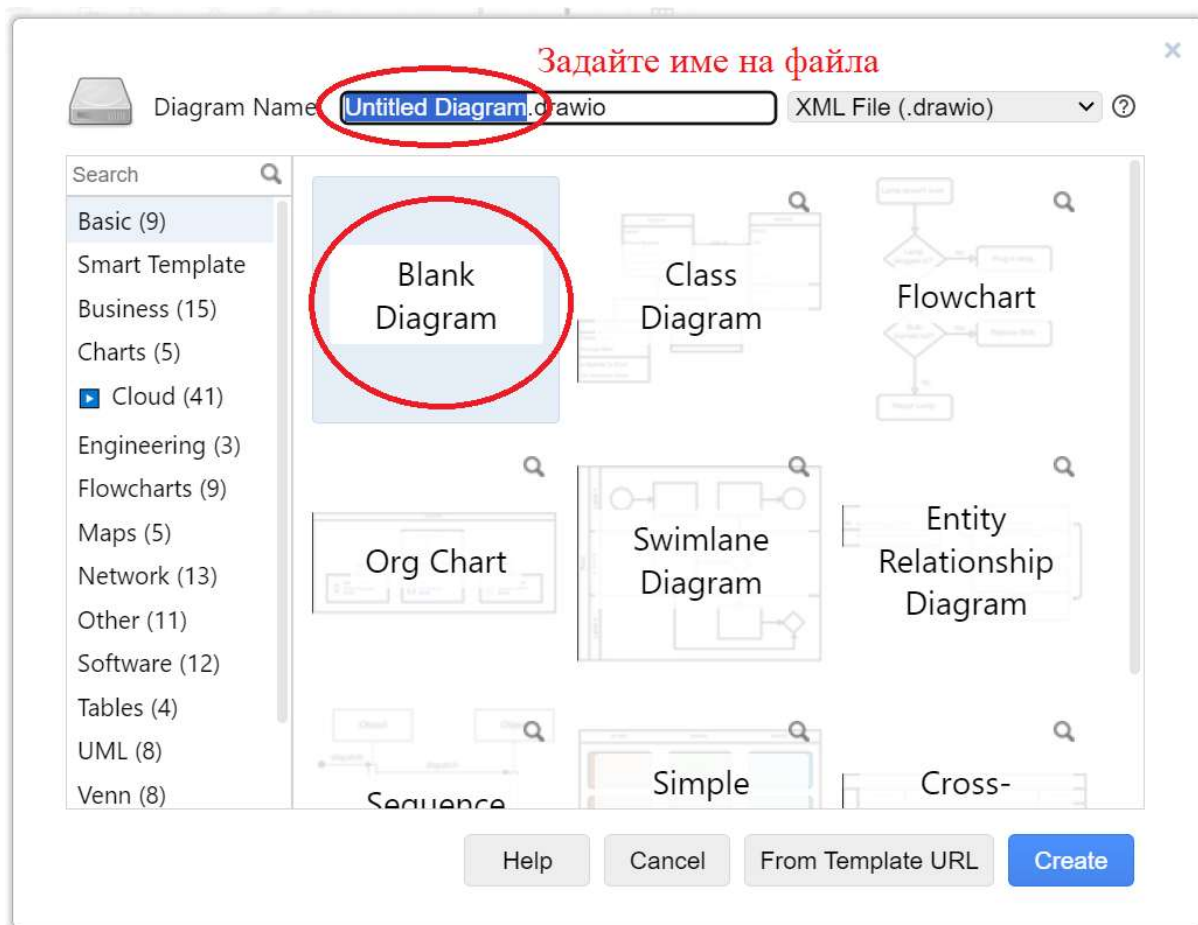 Задайте име на файла
Diagram Name
Untitled Diagram.drawio
XML File (.drawio)
Search
Basic (9)
Smart Template
Business (15)
Charts (5)
Cloud (41)
Engineering (3)
Flowcharts (9)
Maps (5)
Network (13)
Other (11)
Software (12)
Tables (4)
UML (8)
Venn (8)
Blank
Diagram
Class
Diagram
Flowchart
Org Chart
Swimlane
Diagram
Entity
Relationship
Diagram
Sequence
Simple
Cross-
Help
Cancel
From Template URL
Create